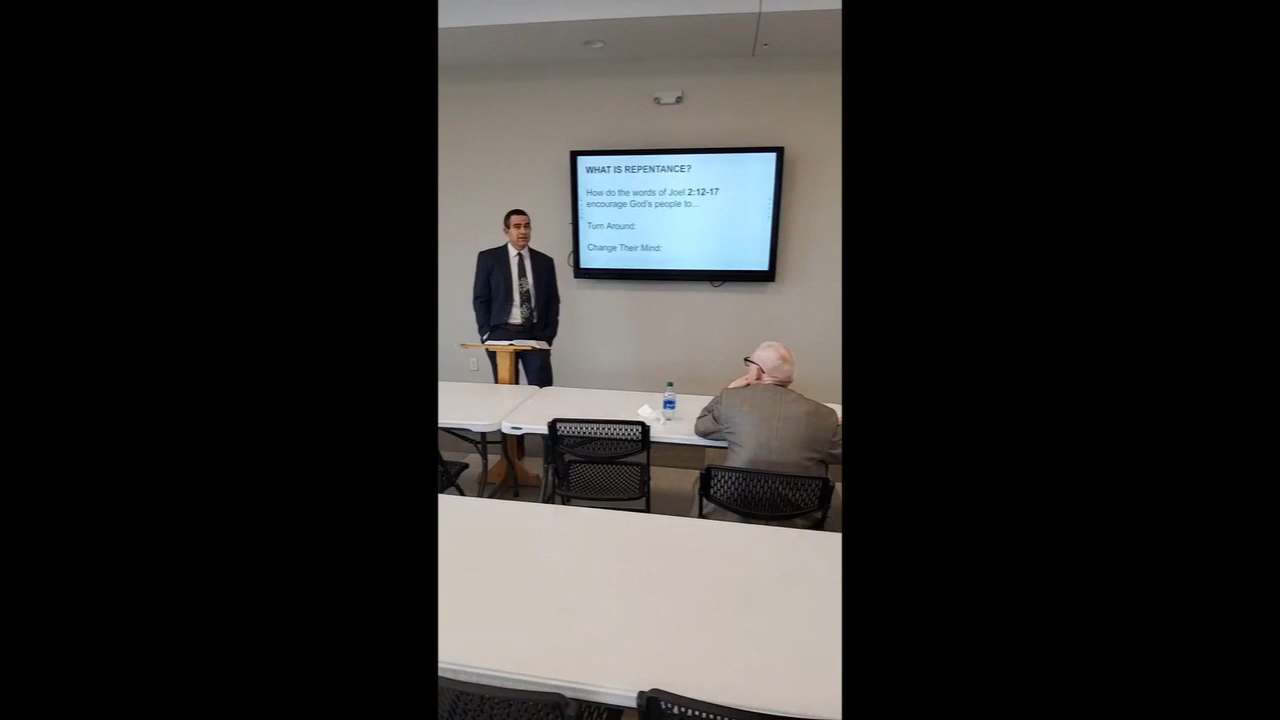 WHAT IS REPENTANCE?
How do the words of Joel 2:12-17
encourage God's people to...
Turn Around:
Change Their Mind: